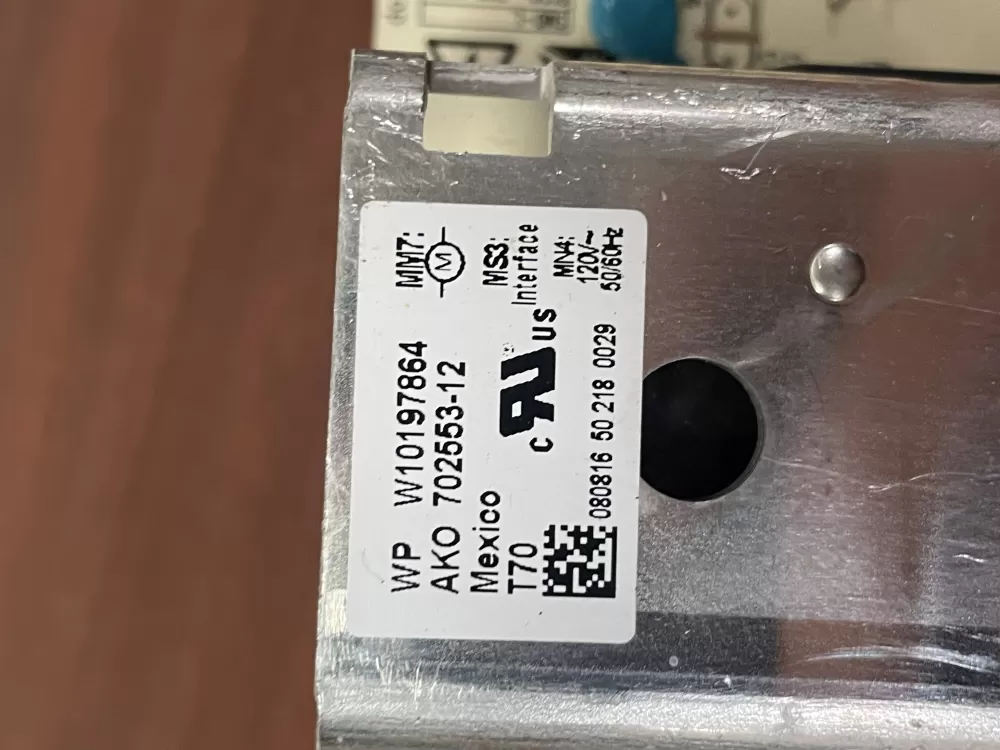 WP W10197864
AKO 702553-12
Mexico
T70
080816 50 218 0029
c RU us
MM7:
M
MS3:
Interface
MN4:
120V~
50/60Hz